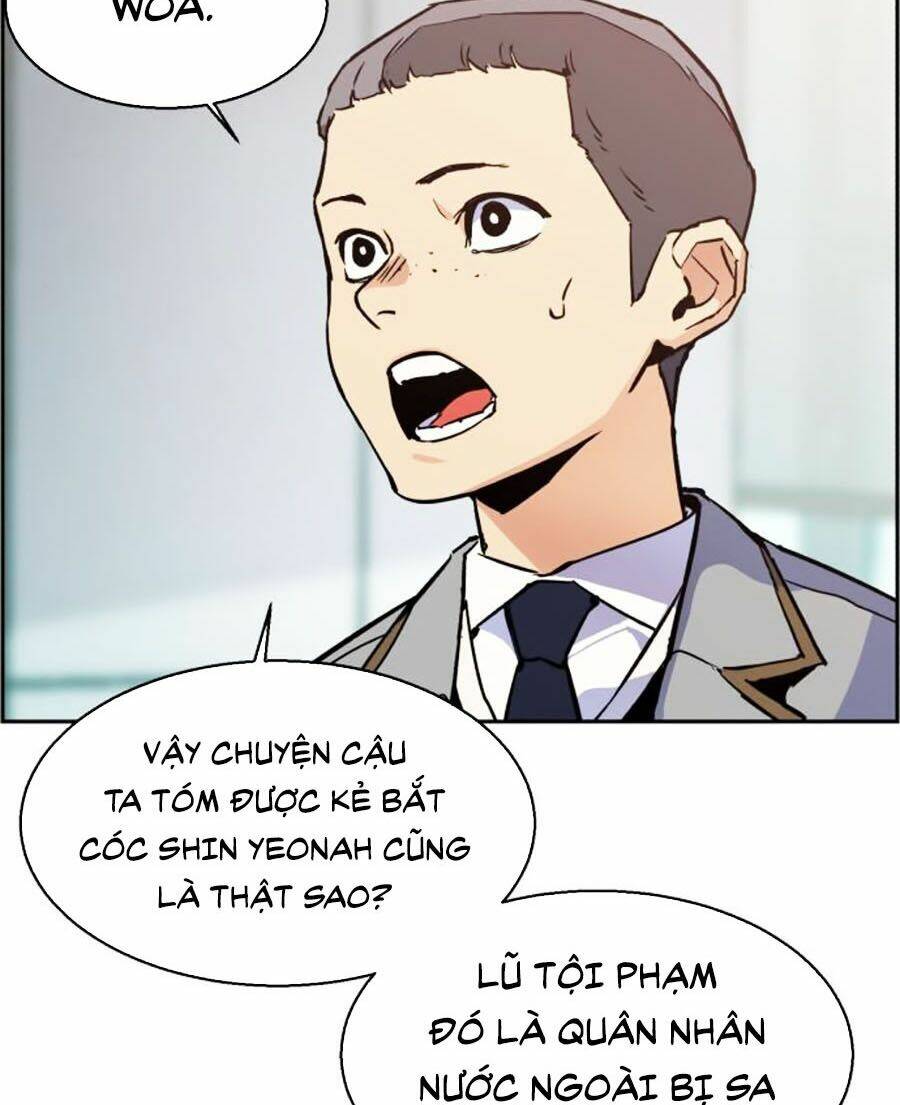 WOA.
VẬY CHUYỆN CẬU
TA TÓM ĐƯỢC KẺ BẮT
CÓC SHIN YEONAH CŨNG
LÀ THẬT SAO?
LŨ TỘI PHẠM
ĐÓ LÀ QUÂN NHÂN
NƯỚC NGOÀI BỊ SA